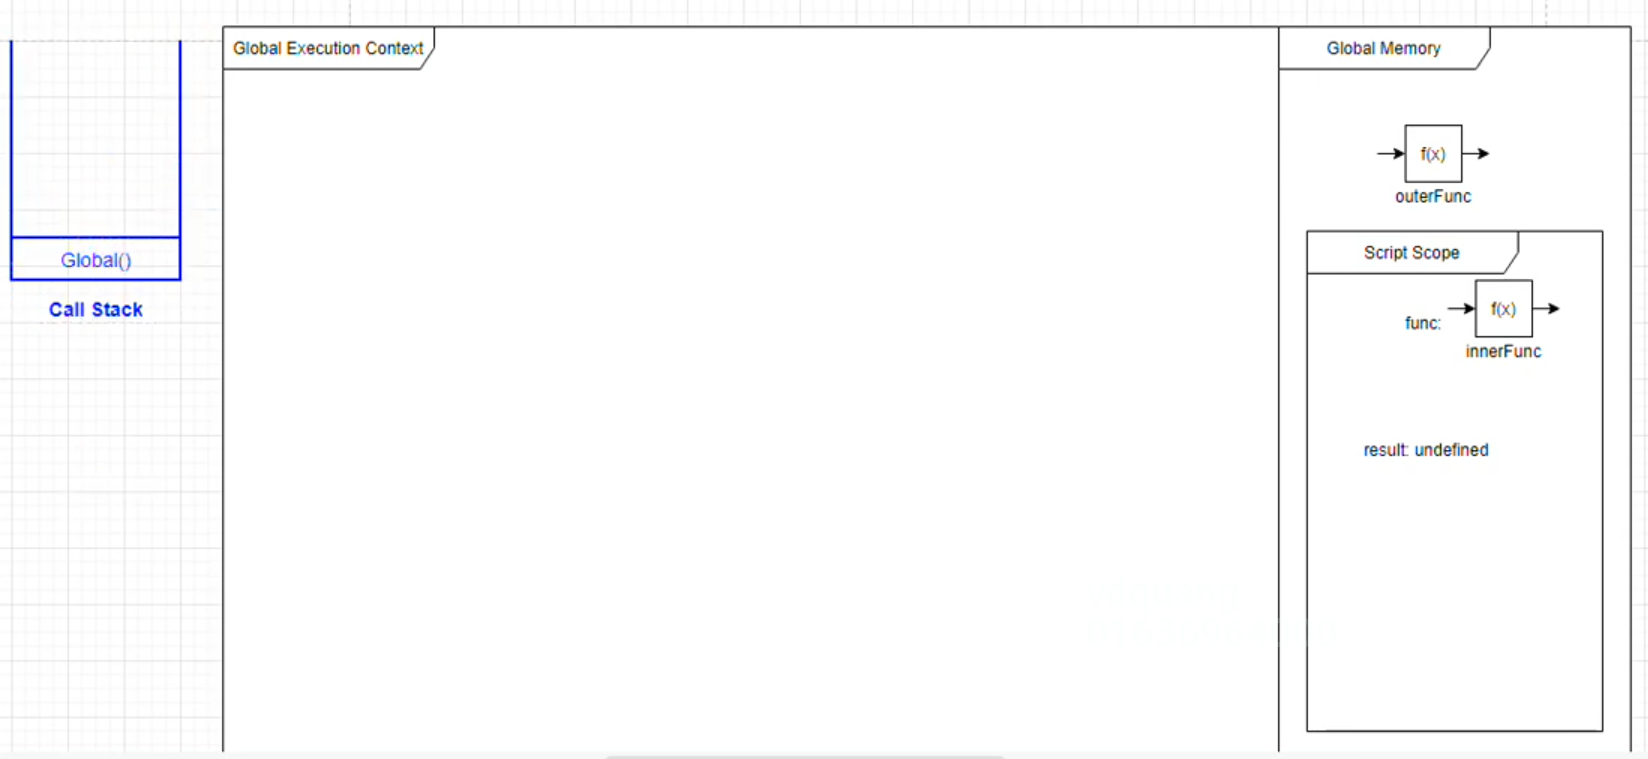 Global Execution Context
Global Memory
f(x)
outerFunc
Script Scope
func:
f(x)
innerFunc
result: undefined
Global()
Call Stack